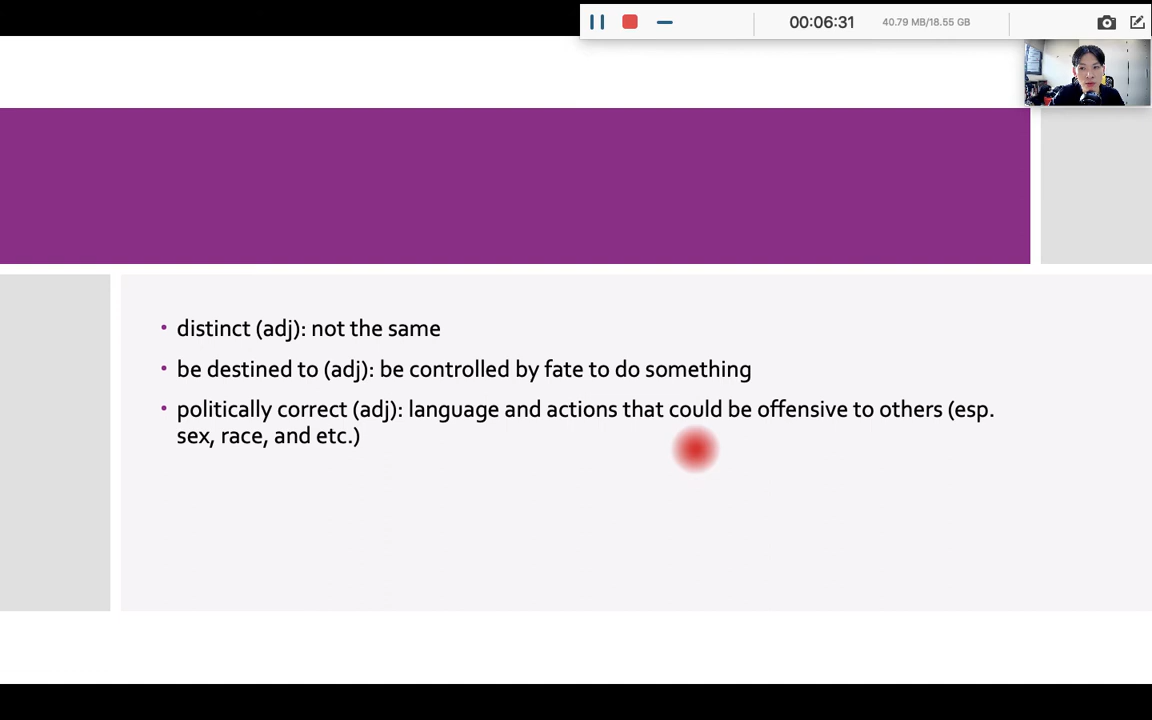 00:06:31
40.79 MB/18.55 GB
• distinct (adj): not the same
• be destined to (adj): be controlled by fate to do something
• politically correct (adj): language and actions that could be offensive to others (esp.
sex, race, and etc.)